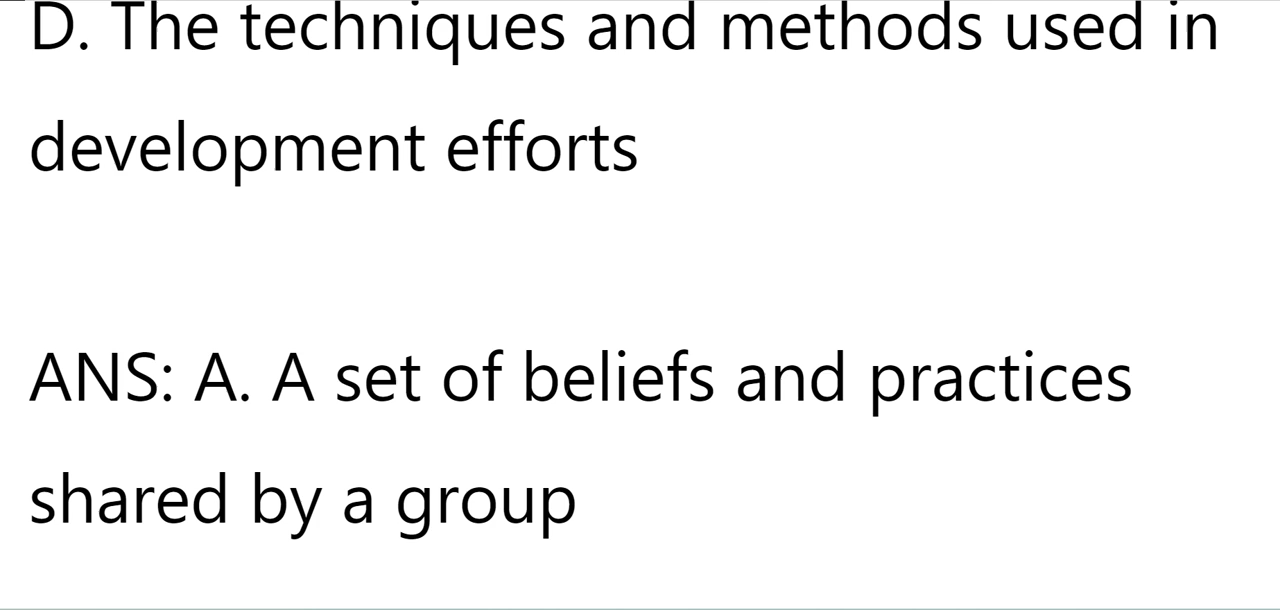 D. The techniques and methods used in
development efforts
ANS: A. A set of beliefs and practices
shared by a group